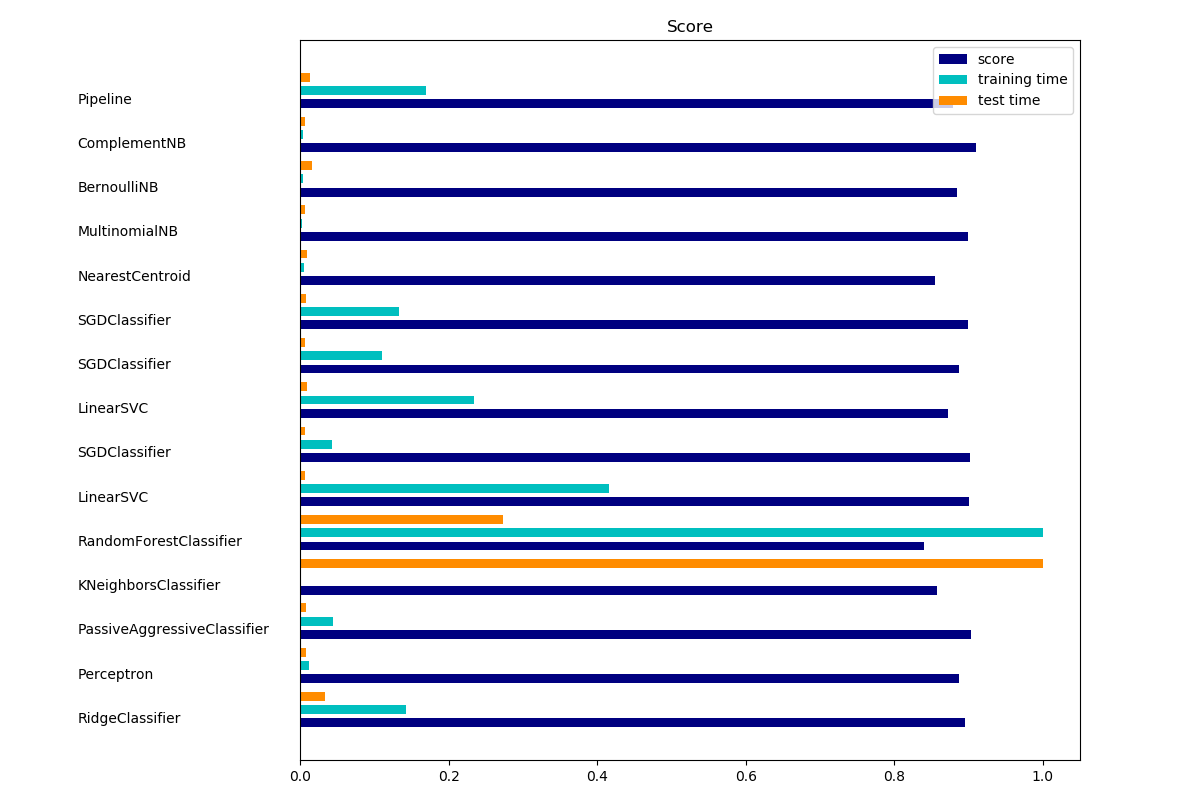 Score
score
training time
test time
Pipeline
ComplementNB
BernoulliNB
MultinomialNB
NearestCentroid
SGDClassifier
SGDClassifier
LinearSVC
SGDClassifier
LinearSVC
RandomForestClassifier
KNeighborsClassifier
PassiveAggressiveClassifier
Perceptron
RidgeClassifier
0.0 0.2 0.4 0.6 0.8 1.0